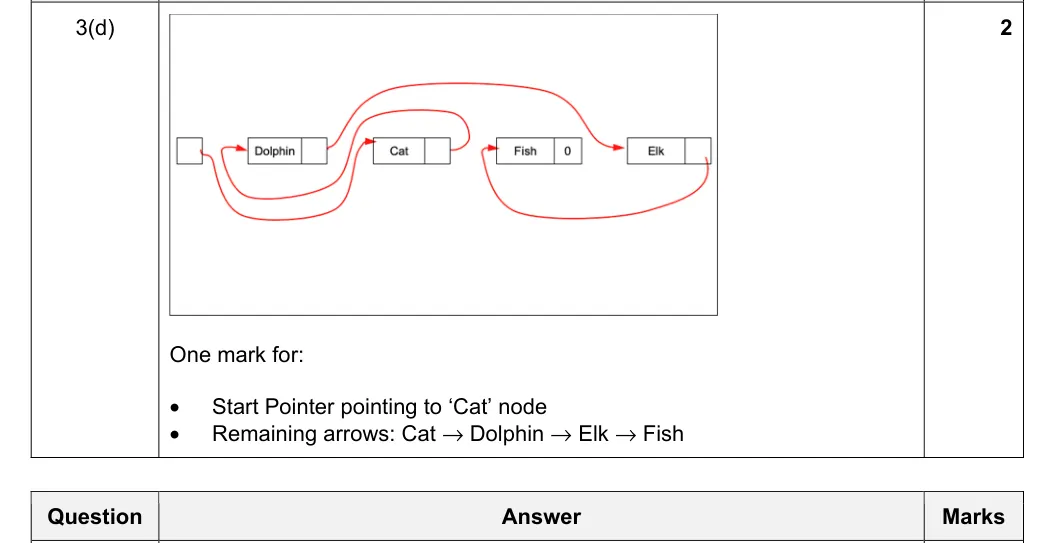 3(d)
2
Dolphin
Cat
Fish 0
Elk
One mark for:
• Start Pointer pointing to ‘Cat’ node
• Remaining arrows: Cat → Dolphin → Elk → Fish
Question Answer Marks